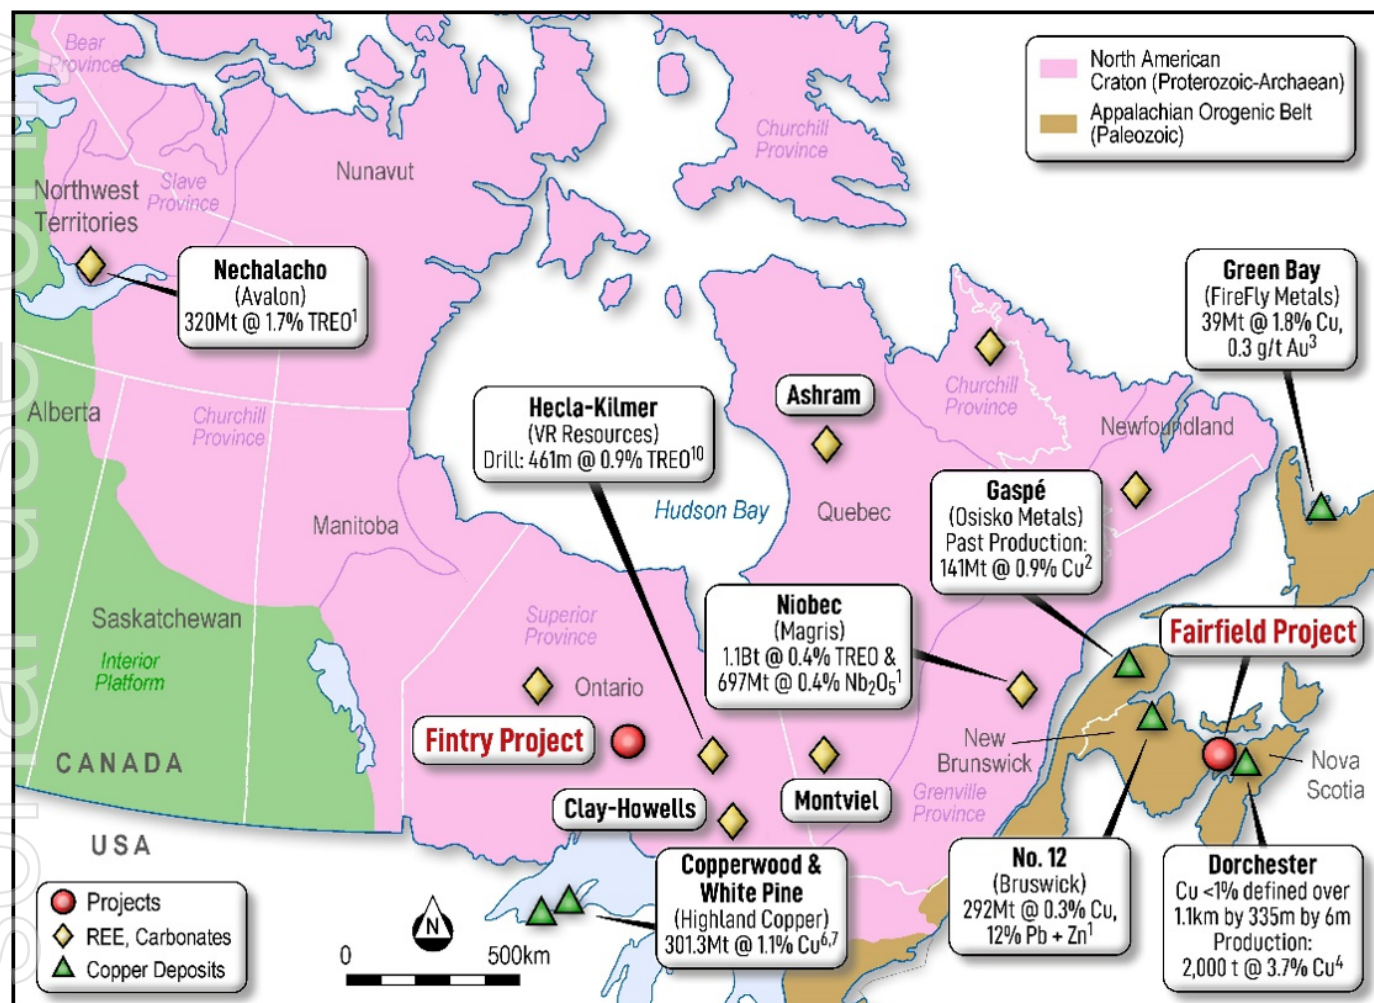 Bear
Province
North American
Craton (Proterozoic-Archaean)
Appalachian Orogenic Belt
(Paleozoic)
Churchill
Province
Nunavut
Slave
Province
Northwest
Territories
Nechalacho
(Avalon)
320Mt @ 1.7% TREO¹
Green Bay
(FireFly Metals)
39Mt @ 1.8% Cu,
0.3 g/t Au³
Alberta
Churchill
Province
Hecla-Kilmer
(VR Resources)
Drill: 461m @ 0.9% TREO¹⁰
Ashram
Churchill
Province
Newfoundland
Manitoba
Hudson Bay
Quebec
Gaspé
(Osisko Metals)
Past Production:
141Mt @ 0.9% Cu²
Saskatchewan
Interior
Platform
Superior
Province
Niobec
(Magris)
1.1Bt @ 0.4% TREO &
697Mt @ 0.4% Nb₂O₅¹
Fairfield Project
Ontario
Fintry Project
New
Brunswick
Nova
Scotia
CANADA
Clay-Howells
Montviel
Grenville
Province
USA
Copperwood &
White Pine
(Highland Copper)
301.3Mt @ 1.1% Cu⁶,⁷
No. 12
(Bruswick)
292Mt @ 0.3% Cu,
12% Pb + Zn¹
Dorchester
Cu <1% defined over
1.1km by 335m by 6m
Production:
2,000 t @ 3.7% Cu⁴
Projects
REE, Carbonates
Copper Deposits
N
0 500km